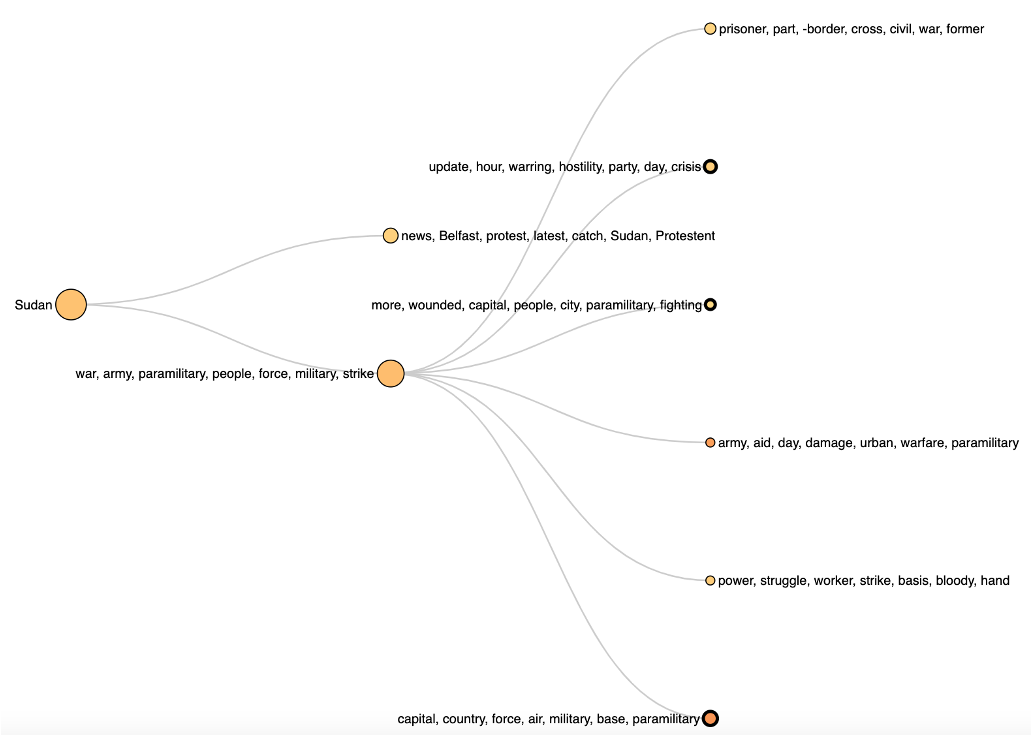 prisoner, part, -border, cross, civil, war, former
update, hour, warring, hostility, party, day, crisis
news, Belfast, protest, latest, catch, Sudan, Protestent
Sudan
more, wounded, capital, people, city, paramilitary, fighting
war, army, paramilitary, people, force, military, strike
army, aid, day, damage, urban, warfare, paramilitary
power, struggle, worker, strike, basis, bloody, hand
capital, country, force, air, military, base, paramilitary